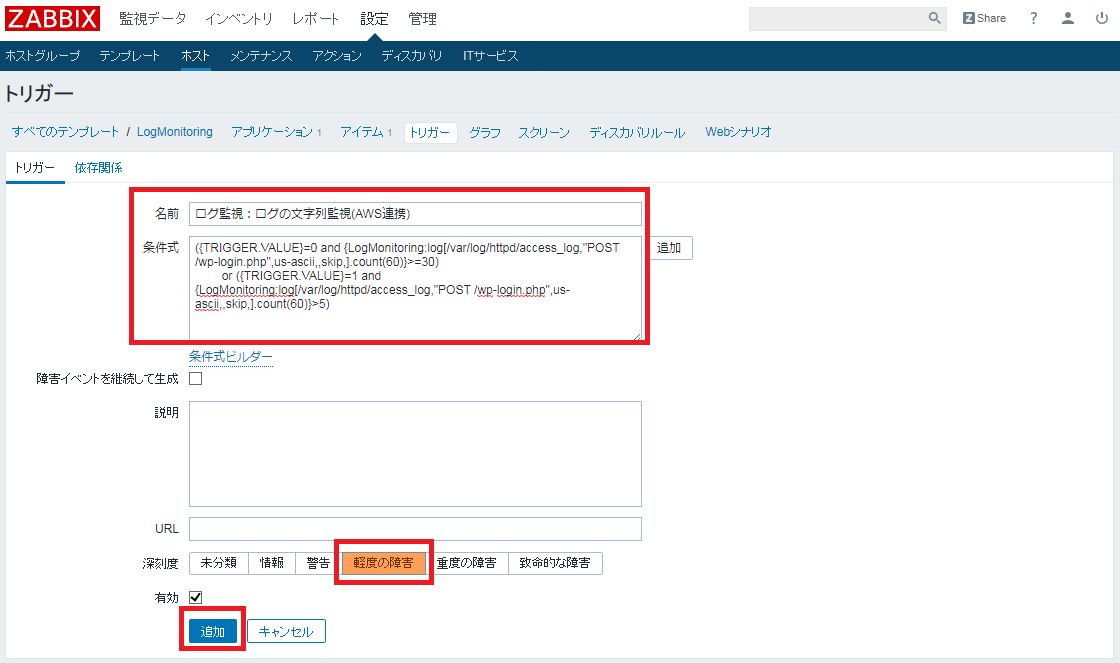 ZABBIX 監視データ インベントリ レポート 設定 管理 Z Share ?
ホストグループ テンプレート ホスト メンテナンス アクション ディスカバリ ITサービス
トリガー
すべてのテンプレート / LogMonitoring アプリケーション 1 アイテム 1 トリガー グラフ スクリーン ディスカバリルール Webシナリオ
トリガー 依存関係
名前 ログ監視：ログの文字列監視(AWS連携)
条件式 ({TRIGGER.VALUE}=0 and {LogMonitoring:log[/var/log/httpd/access_log,"POST 追加
/wp-login.php",us-ascii,,skip,].count(60)}>=30)
or ({TRIGGER.VALUE}=1 and
{LogMonitoring:log[/var/log/httpd/access_log,"POST /wp-login.php",us-
ascii,,skip,].count(60)}>5)
条件式ビルダー
障害イベントを継続して生成
説明
URL
深刻度 未分類 情報 警告 軽度の障害 重度の障害 致命的な障害
有効
追加 キャンセル